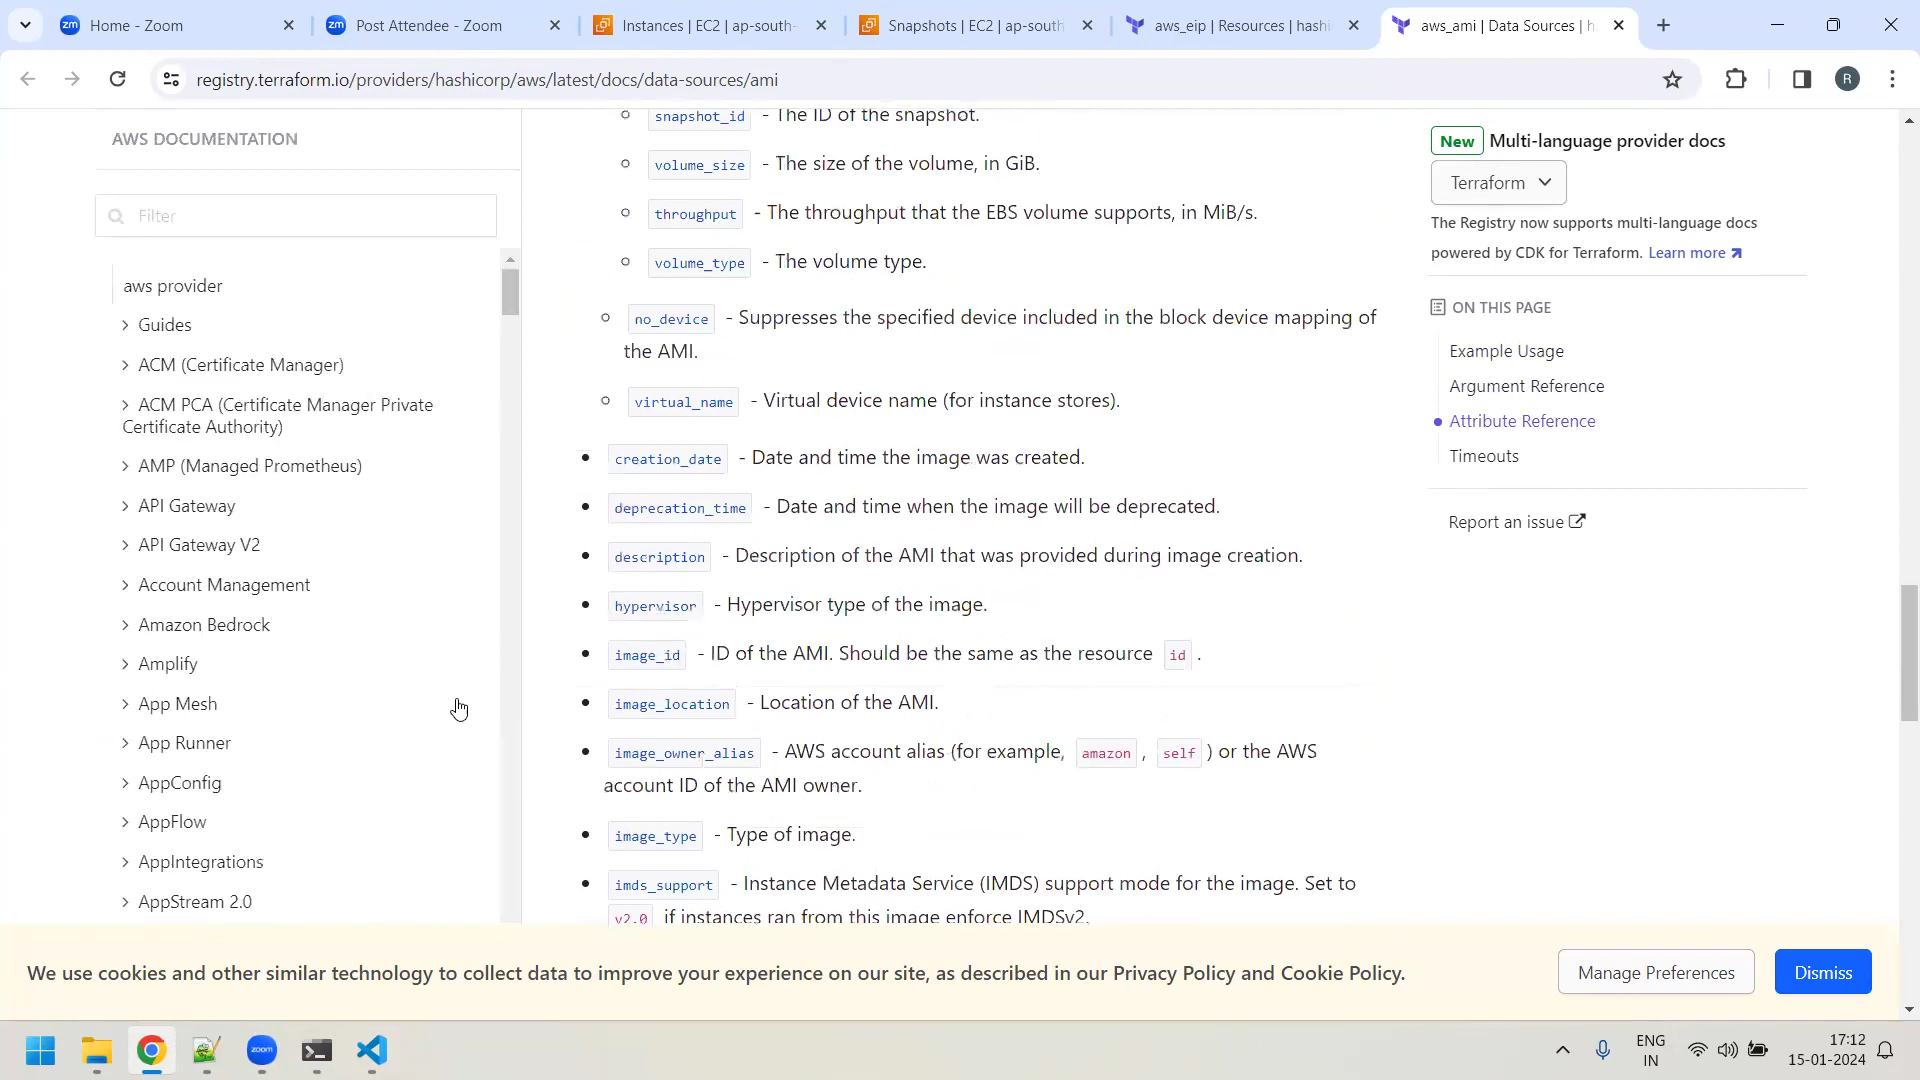 Home - Zoom
Post Attendee - Zoom
Instances | EC2 | ap-south-
Snapshots | EC2 | ap-south
aws_eip | Resources | hashi
aws_ami | Data Sources | h
registry.terraform.io/providers/hashicorp/aws/latest/docs/data-sources/ami
R
AWS DOCUMENTATION
Filter
aws provider
Guides
ACM (Certificate Manager)
ACM PCA (Certificate Manager Private
Certificate Authority)
AMP (Managed Prometheus)
API Gateway
API Gateway V2
Account Management
Amazon Bedrock
Amplify
App Mesh
App Runner
AppConfig
AppFlow
AppIntegrations
AppStream 2.0
snapshot_id - The ID of the snapshot.
volume_size - The size of the volume, in GiB.
throughput - The throughput that the EBS volume supports, in MiB/s.
volume_type - The volume type.
no_device - Suppresses the specified device included in the block device mapping of
the AMI.
virtual_name - Virtual device name (for instance stores).
creation_date - Date and time the image was created.
deprecation_time - Date and time when the image will be deprecated.
description - Description of the AMI that was provided during image creation.
hypervisor - Hypervisor type of the image.
image_id - ID of the AMI. Should be the same as the resource id .
image_location - Location of the AMI.
image_owner_alias - AWS account alias (for example, amazon , self ) or the AWS
account ID of the AMI owner.
image_type - Type of image.
imds_support - Instance Metadata Service (IMDS) support mode for the image. Set to
v2.0 if instances ran from this image enforce IMDSv2.
New Multi-language provider docs
Terraform
The Registry now supports multi-language docs
powered by CDK for Terraform. Learn more
ON THIS PAGE
Example Usage
Argument Reference
Attribute Reference
Timeouts
Report an issue
We use cookies and other similar technology to collect data to improve your experience on our site, as described in our Privacy Policy and Cookie Policy.
Manage Preferences
Dismiss
zm
zm
zoom
ENG
IN
17:12
15-01-2024